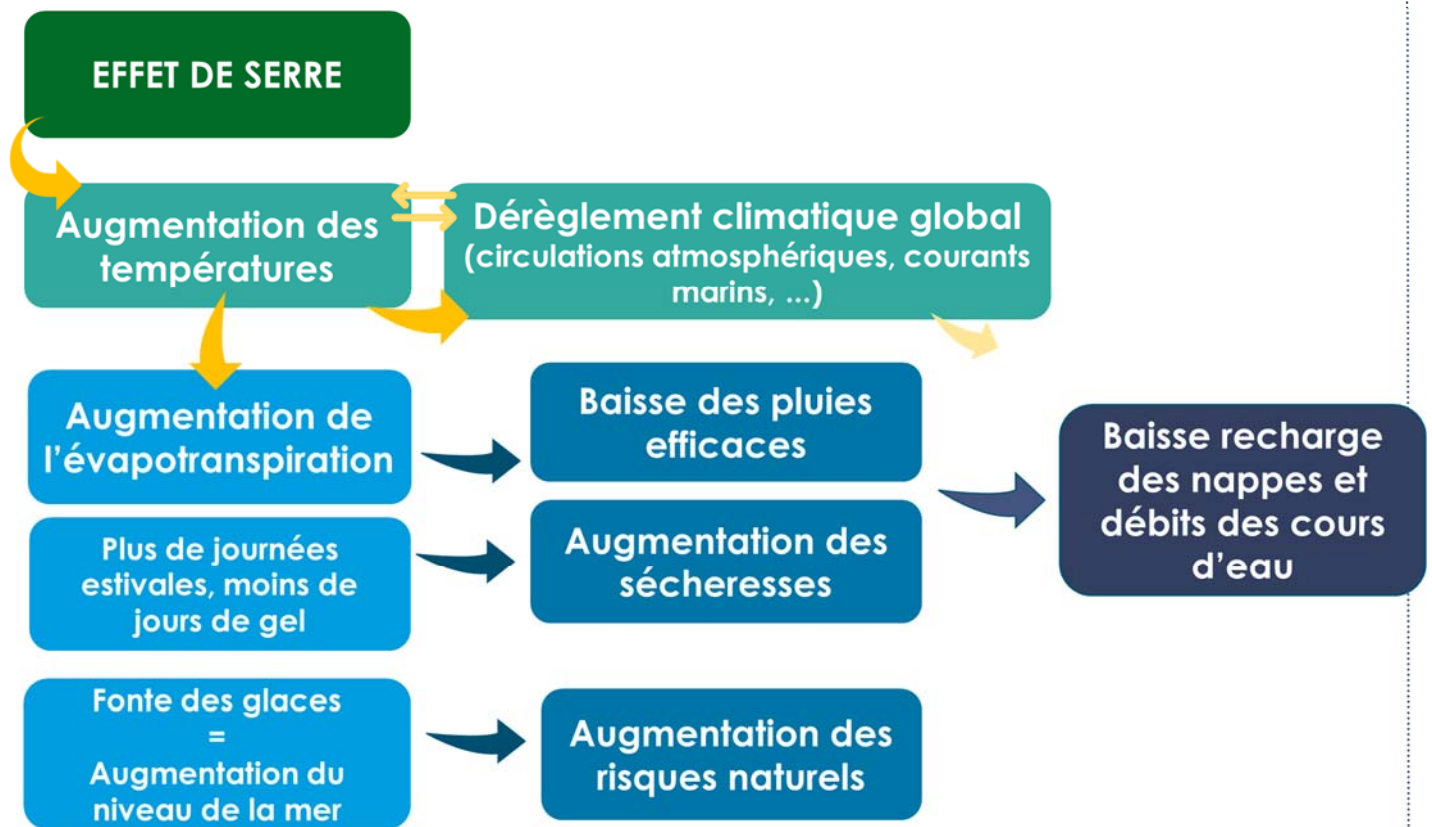 EFFET DE SERRE
Augmentation des
températures
Dérèglement climatique global
(circulations atmosphériques, courants
marins, ...)
Augmentation de
l'évapotranspiration
Baisse des pluies
efficaces
Baisse recharge
des nappes et
débits des cours
d'eau
Plus de journées
estivales, moins de
jours de gel
Augmentation des
sécheresses
Fonte des glaces
=
Augmentation du
niveau de la mer
Augmentation des
risques naturels